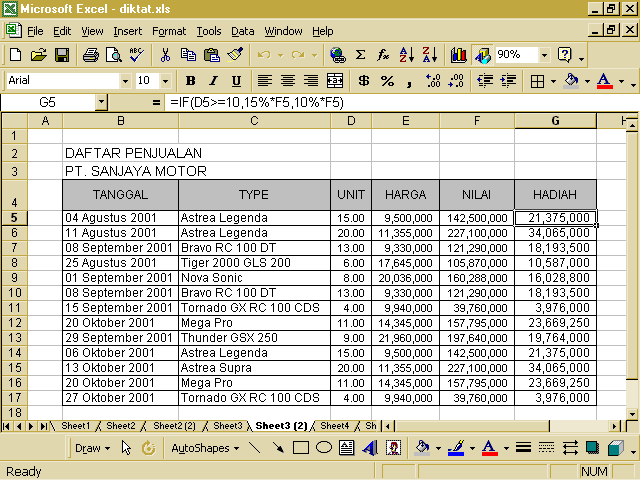 Microsoft Excel - diktat.xls
File Edit View Insert Format Tools Data Window Help
Σ fx 90% ?
Arial 10 B I U $ % ,
G5 = =IF(D5>=10,15%*F5,10%*F5)
A B C D E F G H
1
2 DAFTAR PENJUALAN
3 PT. SANJAYA MOTOR
4 TANGGAL TYPE UNIT HARGA NILAI HADIAH
5 04 Agustus 2001 Astrea Legenda 15.00 9,500,000 142,500,000 21,375,000
6 11 Agustus 2001 Astrea Legenda 20.00 11,355,000 227,100,000 34,065,000
7 08 September 2001 Bravo RC 100 DT 13.00 9,330,000 121,290,000 18,193,500
8 25 Agustus 2001 Tiger 2000 GLS 200 6.00 17,645,000 105,870,000 10,587,000
9 01 September 2001 Nova Sonic 8.00 20,036,000 160,288,000 16,028,800
10 08 September 2001 Bravo RC 100 DT 13.00 9,330,000 121,290,000 18,193,500
11 15 September 2001 Tornado GX RC 100 CDS 4.00 9,940,000 39,760,000 3,976,000
12 20 Oktober 2001 Mega Pro 11.00 14,345,000 157,795,000 23,669,250
13 29 September 2001 Thunder GSX 250 9.00 21,960,000 197,640,000 19,764,000
14 06 Oktober 2001 Astrea Legenda 15.00 9,500,000 142,500,000 21,375,000
15 13 Oktober 2001 Astrea Supra 20.00 11,355,000 227,100,000 34,065,000
16 20 Oktober 2001 Mega Pro 11.00 14,345,000 157,795,000 23,669,250
17 27 Oktober 2001 Tornado GX RC 100 CDS 4.00 9,940,000 39,760,000 3,976,000
18
Sheet1 Sheet2 Sheet2 (2) Sheet3 Sheet3 (2) Sheet4 Sh
Draw AutoShapes A A
Ready NUM